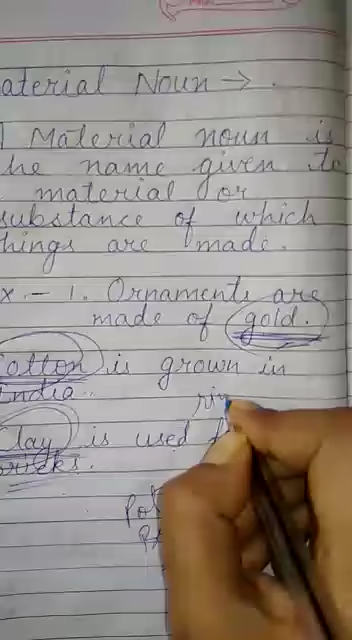 aterial Noun →
Material noun is
he name given to
material or
substance of which
hings are made.
x. - 1. Ornaments are
made of gold.
Cotton is grown in
India.
Clay is used
bricks.